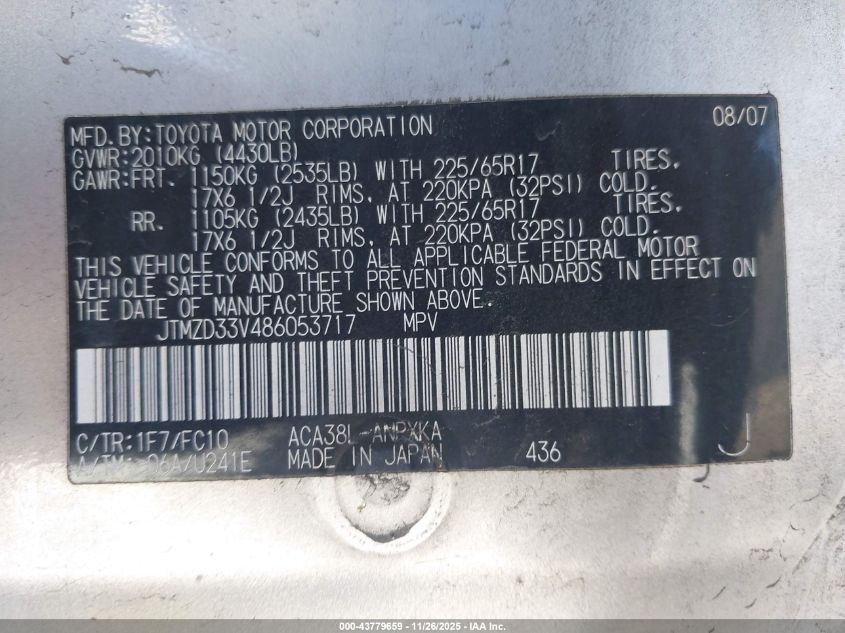 MFD.BY:TOYOTA MOTOR CORPORATION 08/07
GVWR:2010KG (4430LB)
GAWR:FRT. 1150KG (2535LB) WITH 225/65R17 TIRES,
17X6 1/2J RIMS, AT 220KPA (32PSI) COLD.
RR. 1105KG (2435LB) WITH 225/65R17 TIRES,
17X6 1/2J RIMS, AT 220KPA (32PSI) COLD.
THIS VEHICLE CONFORMS TO ALL APPLICABLE FEDERAL MOTOR
VEHICLE SAFETY AND THEFT PREVENTION STANDARDS IN EFFECT ON
THE DATE OF MANUFACTURE SHOWN ABOVE.
JTMZD33V486053717 MPV
C/TR:1F7/FC10 ACA38L-ANPXKA
A/TM: 06A/U241E MADE IN JAPAN 436 J
000-43779659 - 11/26/2025 - IAA Inc.